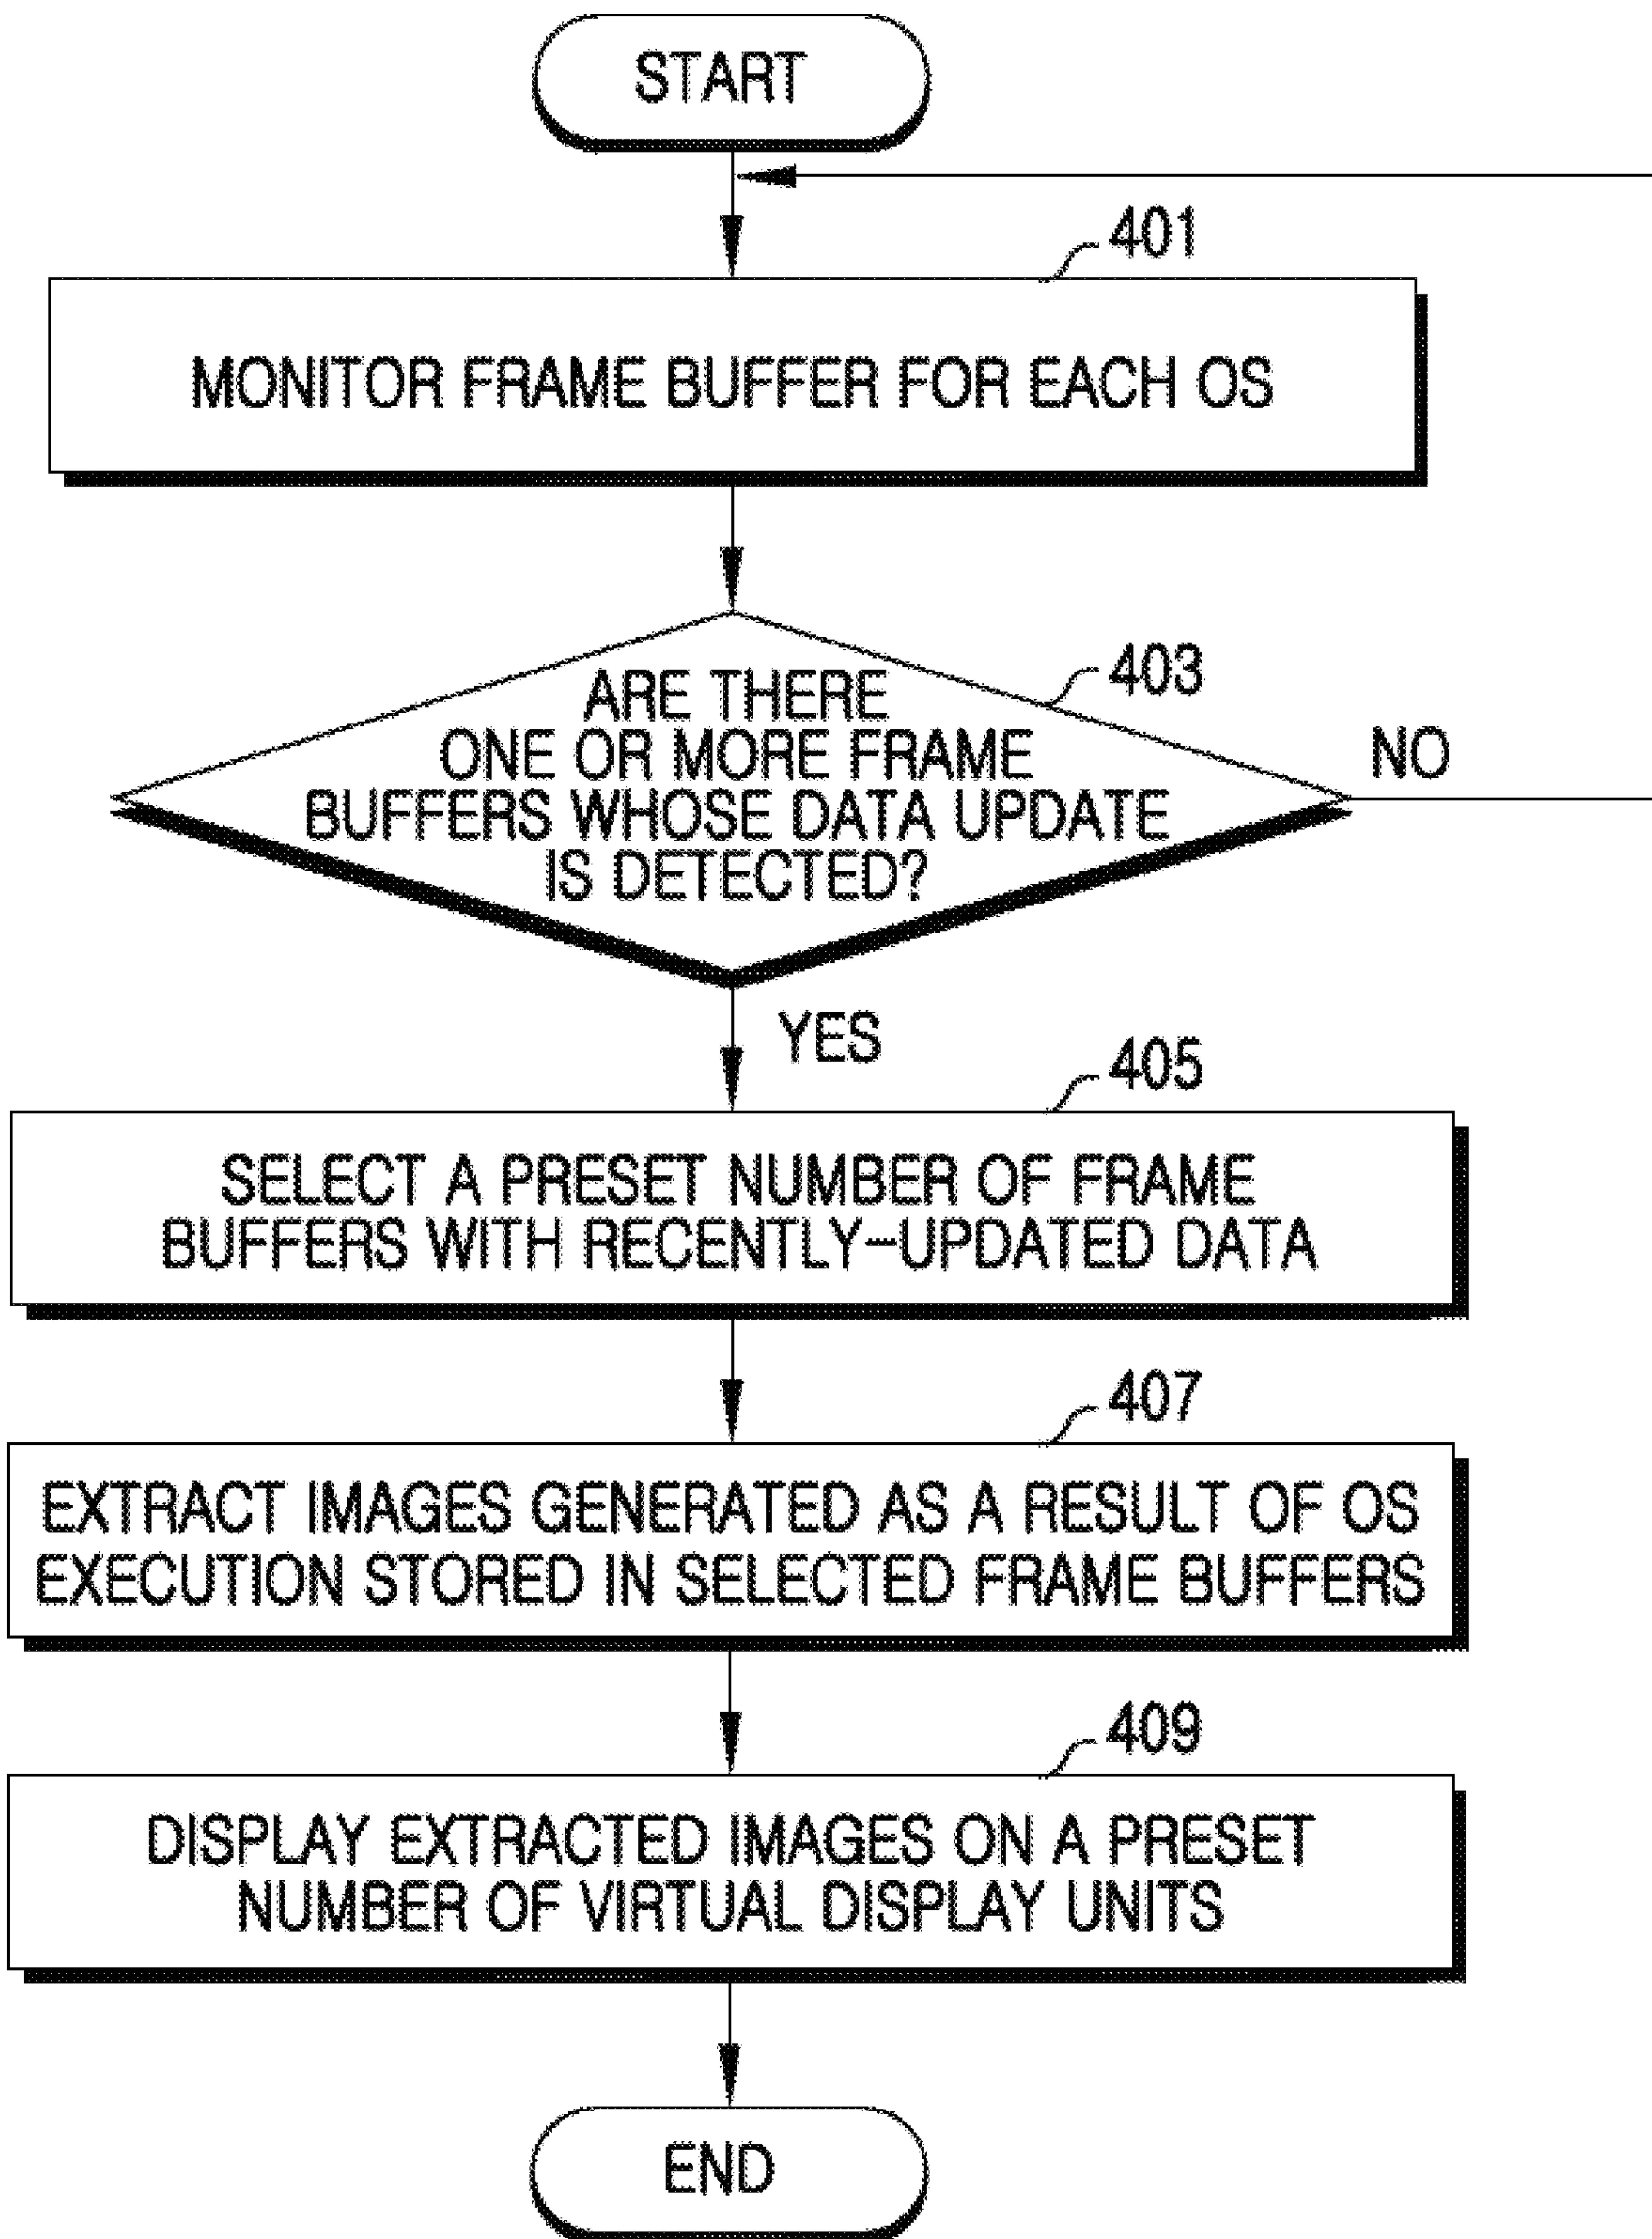 START
401
MONITOR FRAME BUFFER FOR EACH OS
403
ARE THERE
ONE OR MORE FRAME
BUFFERS WHOSE DATA UPDATE
IS DETECTED?
NO
YES
405
SELECT A PRESET NUMBER OF FRAME
BUFFERS WITH RECENTLY-UPDATED DATA
407
EXTRACT IMAGES GENERATED AS A RESULT OF OS
EXECUTION STORED IN SELECTED FRAME BUFFERS
409
DISPLAY EXTRACTED IMAGES ON A PRESET
NUMBER OF VIRTUAL DISPLAY UNITS
END